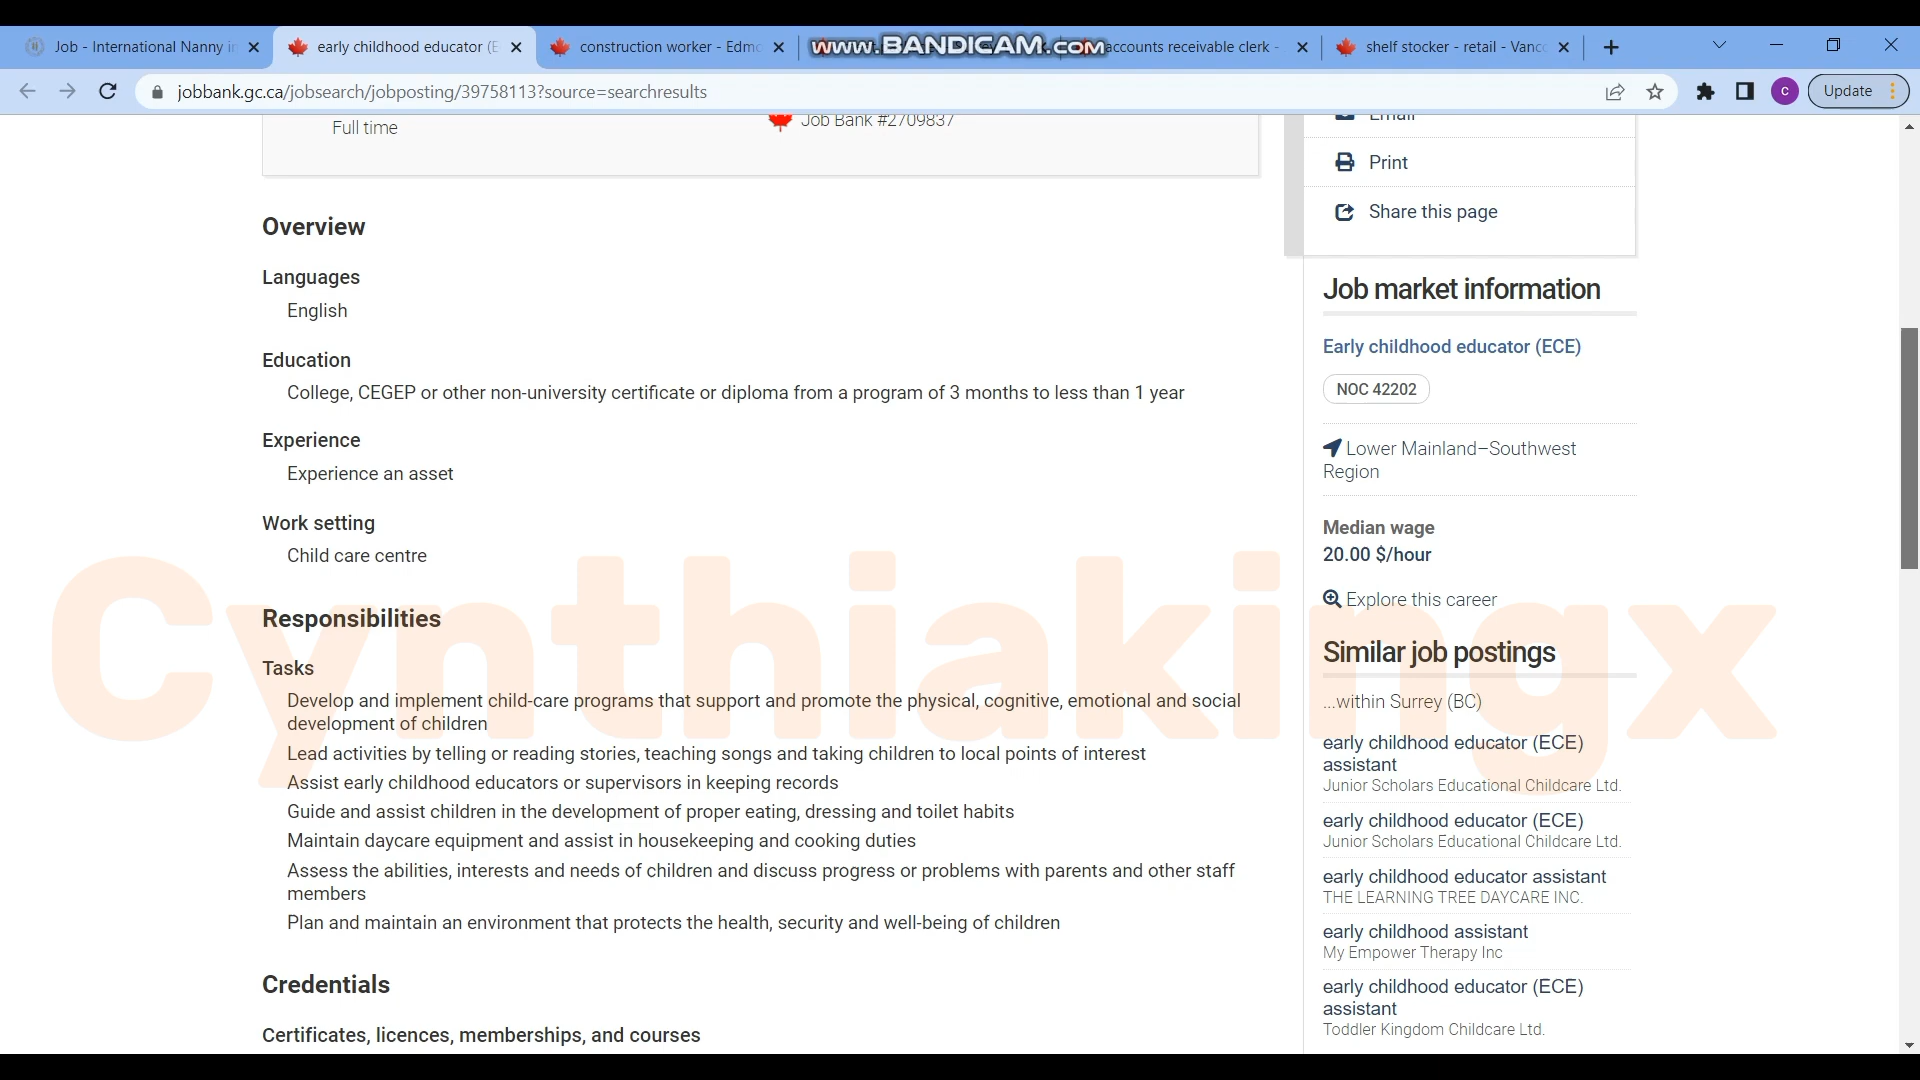 Job - International Nanny in
early childhood educator (E
construction worker - Edmo
www.BANDICAM.com
accounts receivable clerk -
shelf stocker - retail - Vanc
jobbank.gc.ca/jobsearch/jobposting/39758113?source=searchresults
C
Update
Full time
Job Bank #2709837
Email
Print
Share this page
Overview
Languages
English
Education
College, CEGEP or other non-university certificate or diploma from a program of 3 months to less than 1 year
Experience
Experience an asset
Work setting
Child care centre
Responsibilities
Tasks
Develop and implement child-care programs that support and promote the physical, cognitive, emotional and social
development of children
Lead activities by telling or reading stories, teaching songs and taking children to local points of interest
Assist early childhood educators or supervisors in keeping records
Guide and assist children in the development of proper eating, dressing and toilet habits
Maintain daycare equipment and assist in housekeeping and cooking duties
Assess the abilities, interests and needs of children and discuss progress or problems with parents and other staff
members
Plan and maintain an environment that protects the health, security and well-being of children
Credentials
Certificates, licences, memberships, and courses
Job market information
Early childhood educator (ECE)
NOC 42202
Lower Mainland–Southwest
Region
Median wage
20.00 $/hour
Explore this career
Similar job postings
...within Surrey (BC)
early childhood educator (ECE)
assistant
Junior Scholars Educational Childcare Ltd.
early childhood educator (ECE)
Junior Scholars Educational Childcare Ltd.
early childhood educator assistant
THE LEARNING TREE DAYCARE INC.
early childhood assistant
My Empower Therapy Inc
early childhood educator (ECE)
assistant
Toddler Kingdom Childcare Ltd.
Cynthiakingx